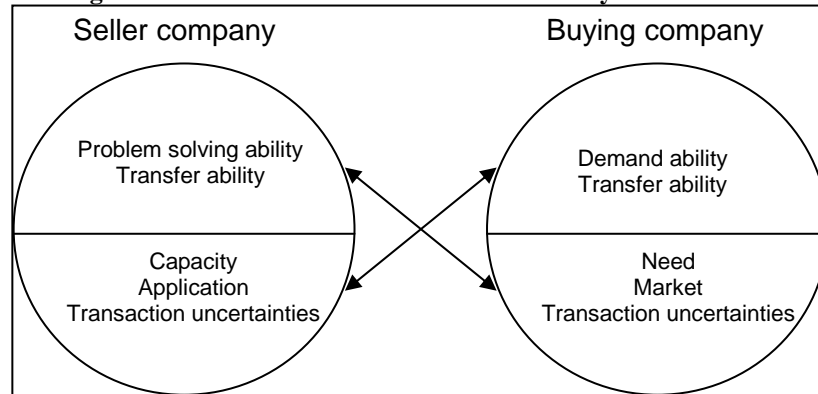 Seller company
Buying company
Problem solving ability
Transfer ability
Demand ability
Transfer ability
Capacity
Application
Transaction uncertainties
Need
Market
Transaction uncertainties